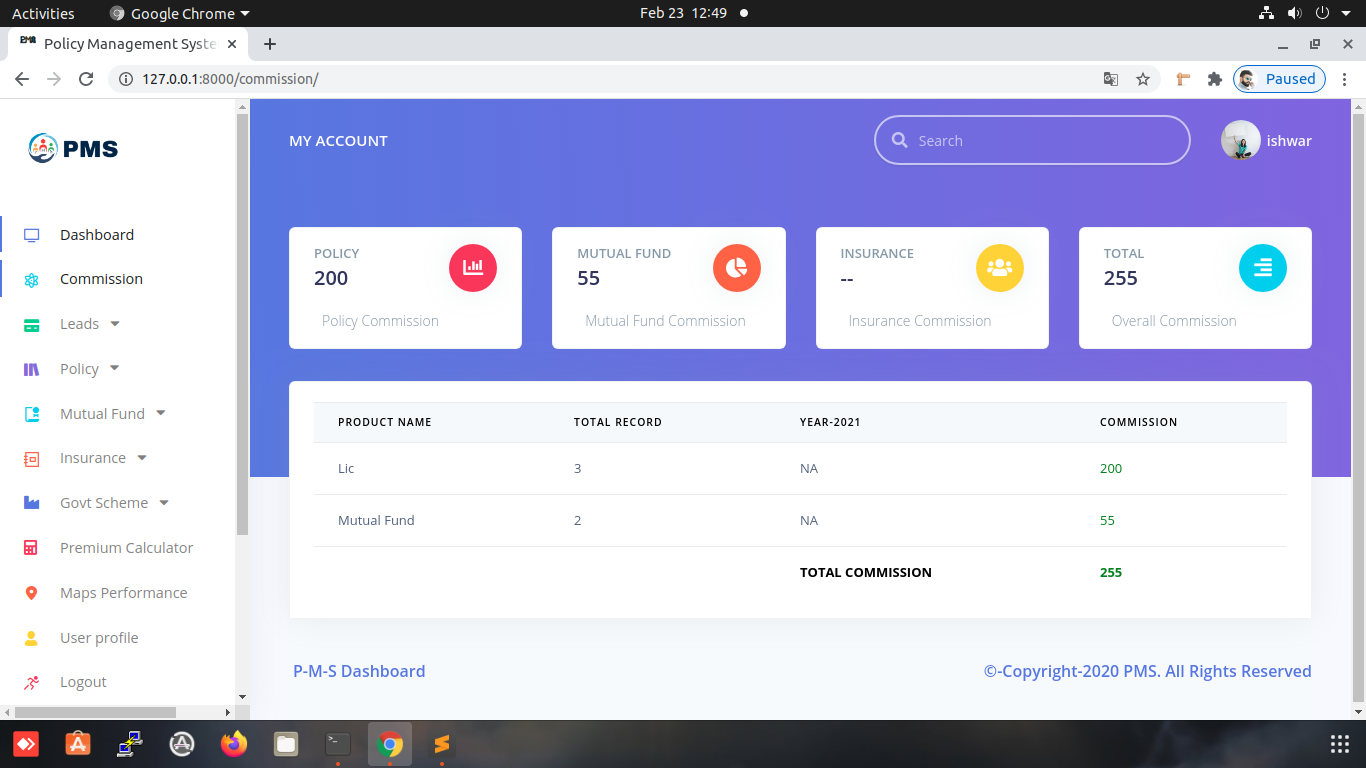 Activities Google Chrome Feb 23 12:49
PMS Policy Management Syste
127.0.0.1:8000/commission/ Paused
PMS
MY ACCOUNT Search ishwar
Dashboard
Commission
Leads
Policy
Mutual Fund
Insurance
Govt Scheme
Premium Calculator
Maps Performance
User profile
Logout
POLICY
200
Policy Commission
MUTUAL FUND
55
Mutual Fund Commission
INSURANCE
--
Insurance Commission
TOTAL
255
Overall Commission
PRODUCT NAME TOTAL RECORD YEAR-2021 COMMISSION
Lic 3 NA 200
Mutual Fund 2 NA 55
TOTAL COMMISSION 255
P-M-S Dashboard ©-Copyright-2020 PMS. All Rights Reserved